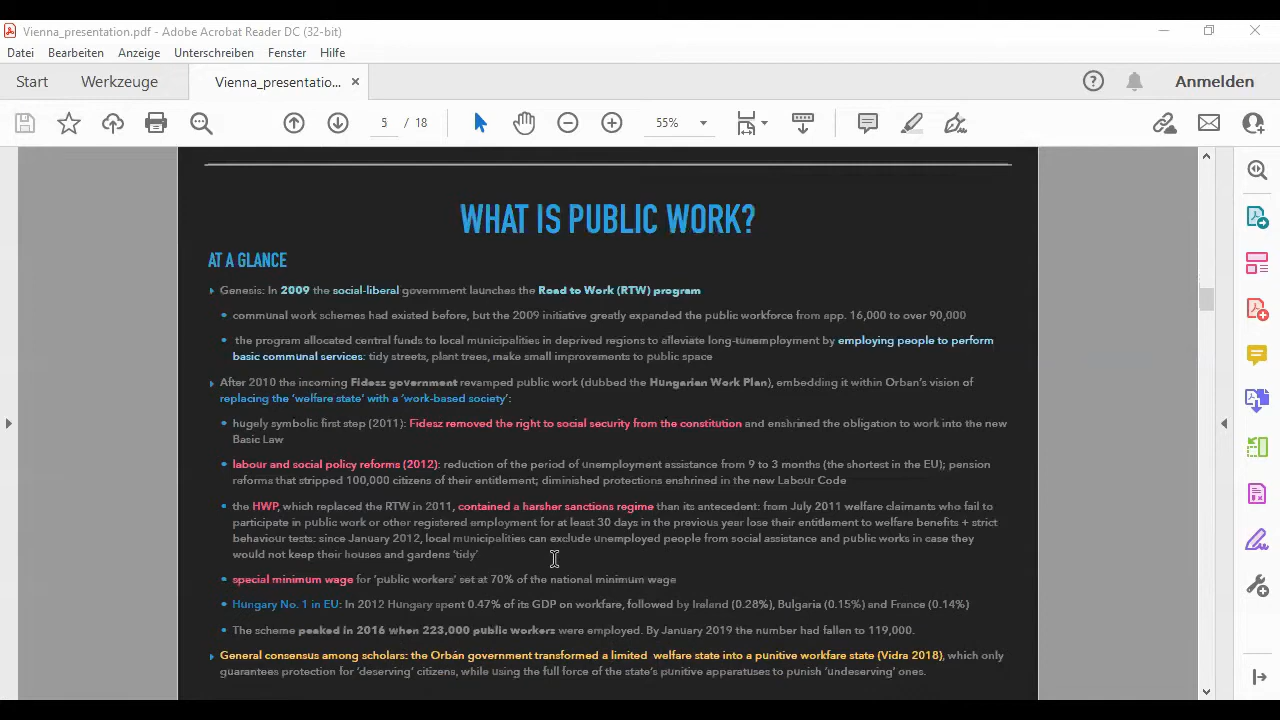 Vienna_presentation.pdf - Adobe Acrobat Reader DC (32-bit)
Datei Bearbeiten Anzeige Unterschreiben Fenster Hilfe
Start Werkzeuge Vienna_presentatio... × Anmelden
5 / 18 55%
WHAT IS PUBLIC WORK?
AT A GLANCE
Genesis: In 2009 the social-liberal government launches the Road to Work (RTW) program
communal work schemes had existed before, but the 2009 initiative greatly expanded the public workforce from app. 16,000 to over 90,000
the program allocated central funds to local municipalities in deprived regions to alleviate long-tunemployment by employing people to perform
basic communal services: tidy streets, plant trees, make small improvements to public space
After 2010 the incoming Fidesz government revamped public work (dubbed the Hungarian Work Plan), embedding it within Orban's vision of
replacing the 'welfare state' with a 'work-based society':
hugely symbolic first step (2011): Fidesz removed the right to social security from the constitution and enshrined the obligation to work into the new
Basic Law
labour and social policy reforms (2012): reduction of the period of unemployment assistance from 9 to 3 months (the shortest in the EU); pension
reforms that stripped 100,000 citizens of their entitlement; diminished protections enshrined in the new Labour Code
the HWP, which replaced the RTW in 2011, contained a harsher sanctions regime than its antecedent: from July 2011 welfare claimants who fail to
participate in public work or other registered employment for at least 30 days in the previous year lose their entitlement to welfare benefits + strict
behaviour tests: since January 2012, local municipalities can exclude unemployed people from social assistance and public works in case they
would not keep their houses and gardens 'tidy'
special minimum wage for 'public workers' set at 70% of the national minimum wage
Hungary No. 1 in EU: In 2012 Hungary spent 0.47% of its GDP on workfare, followed by Ireland (0.28%), Bulgaria (0.15%) and France (0.14%)
The scheme peaked in 2016 when 223,000 public workers were employed. By January 2019 the number had fallen to 119,000.
General consensus among scholars: the Orbán government transformed a limited welfare state into a punitive workfare state (Vidra 2018), which only
guarantees protection for 'deserving' citizens, while using the full force of the state's punitive apparatuses to punish 'undeserving' ones.